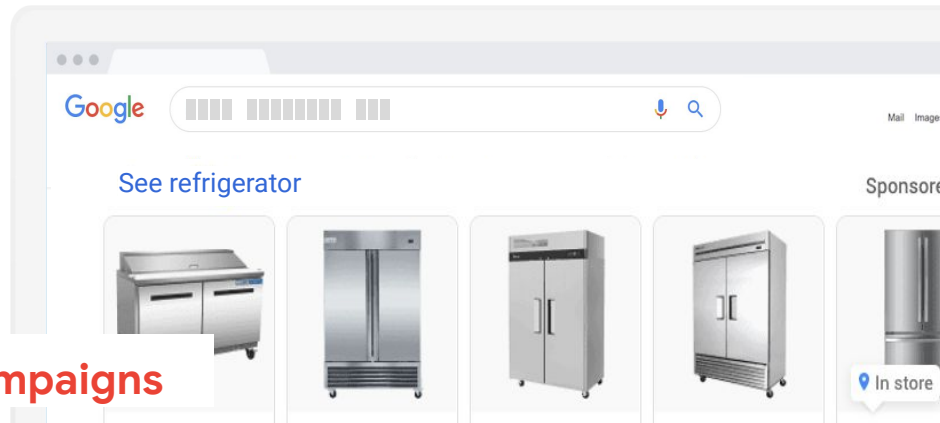 Google
Mail Image
See refrigerator
Sponsore
mpaigns
In store